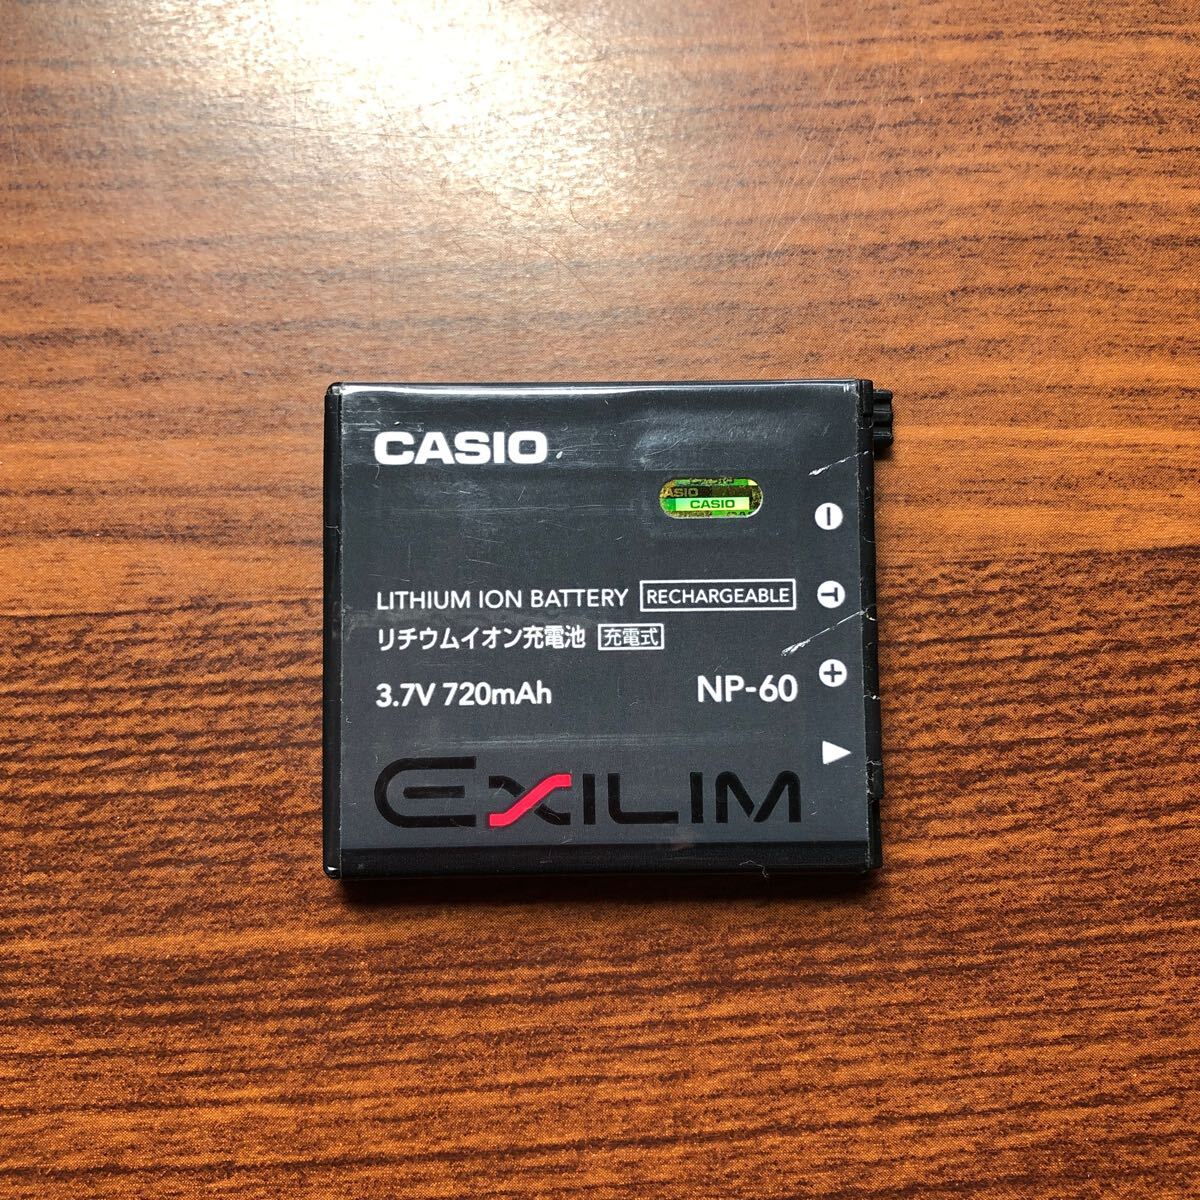 CASIO
ASIO
CASIO
LITHIUM ION BATTERY RECHARGEABLE
リチウムイオン充電池 充電式
3.7V 720mAh NP-60
EXILIM
T